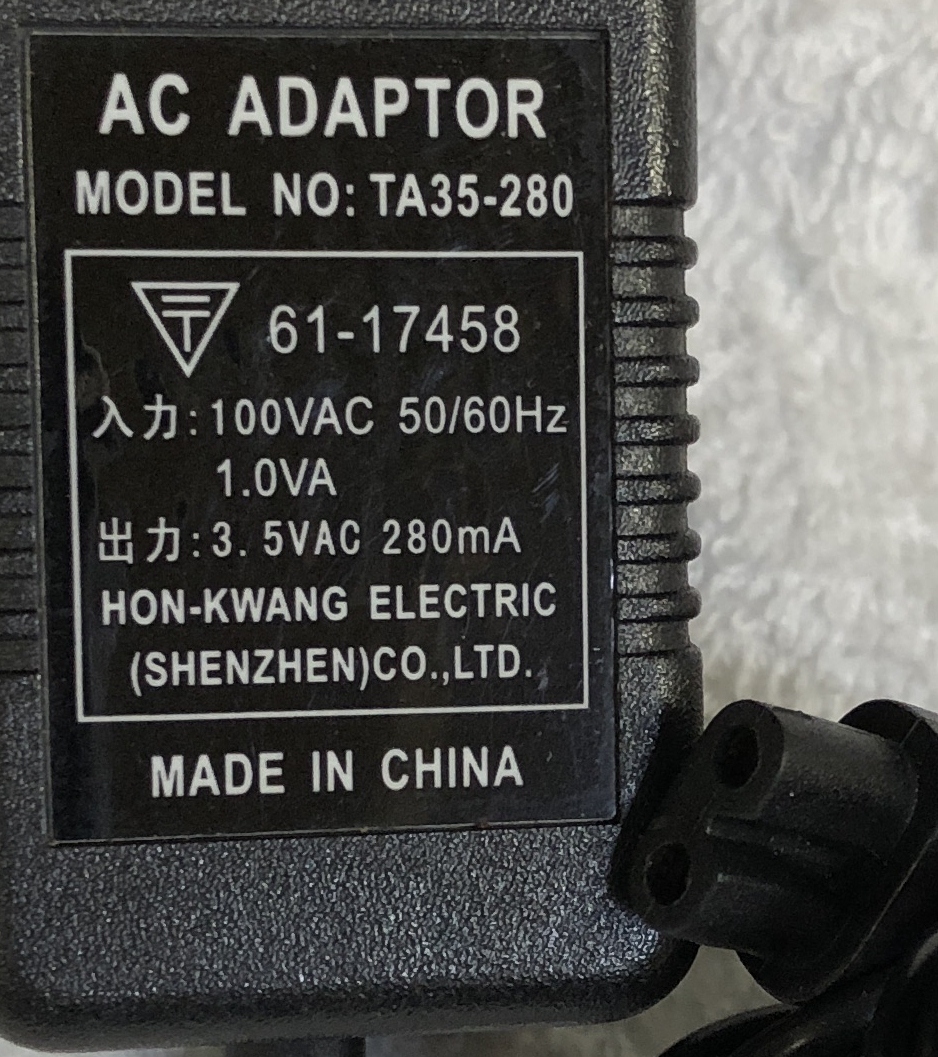 AC ADAPTOR
MODEL NO: TA35-280
〒 61-17458
入力:100VAC 50/60Hz
1.0VA
出力:3.5VAC 280mA
HON-KWANG ELECTRIC
(SHENZHEN)CO.,LTD.
MADE IN CHINA